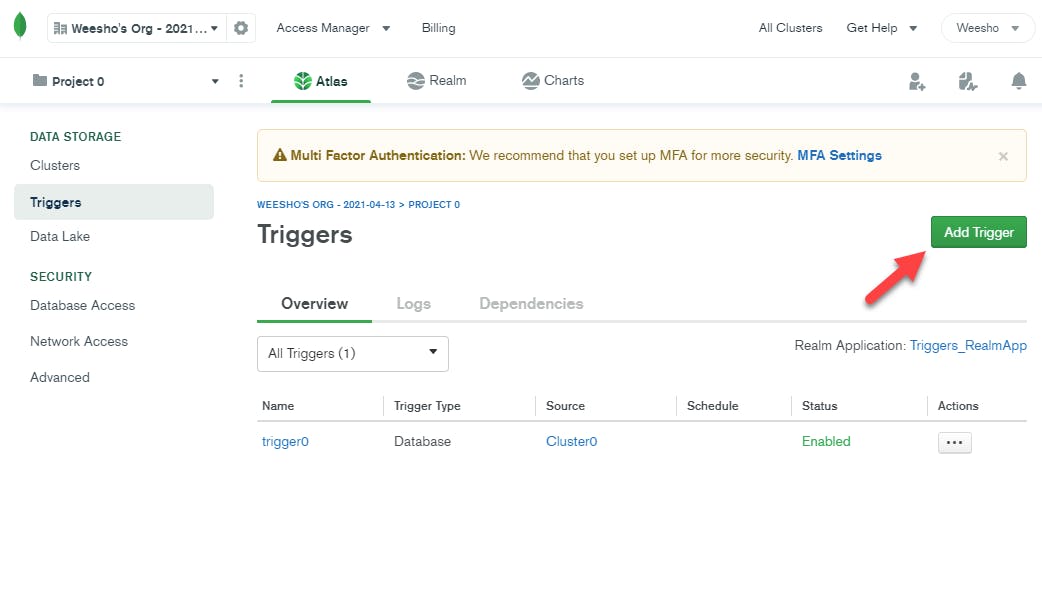 Weesho's Org - 2021... Access Manager Billing All Clusters Get Help Weesho
Project 0 Atlas Realm Charts
DATA STORAGE
Clusters
Triggers
Data Lake
SECURITY
Database Access
Network Access
Advanced
Multi Factor Authentication: We recommend that you set up MFA for more security. MFA Settings ×
WEESHO'S ORG - 2021-04-13 > PROJECT 0
Triggers
Add Trigger
Overview Logs Dependencies
All Triggers (1)
Realm Application: Triggers_RealmApp
Name Trigger Type Source Schedule Status Actions
trigger0 Database Cluster0 Enabled ...